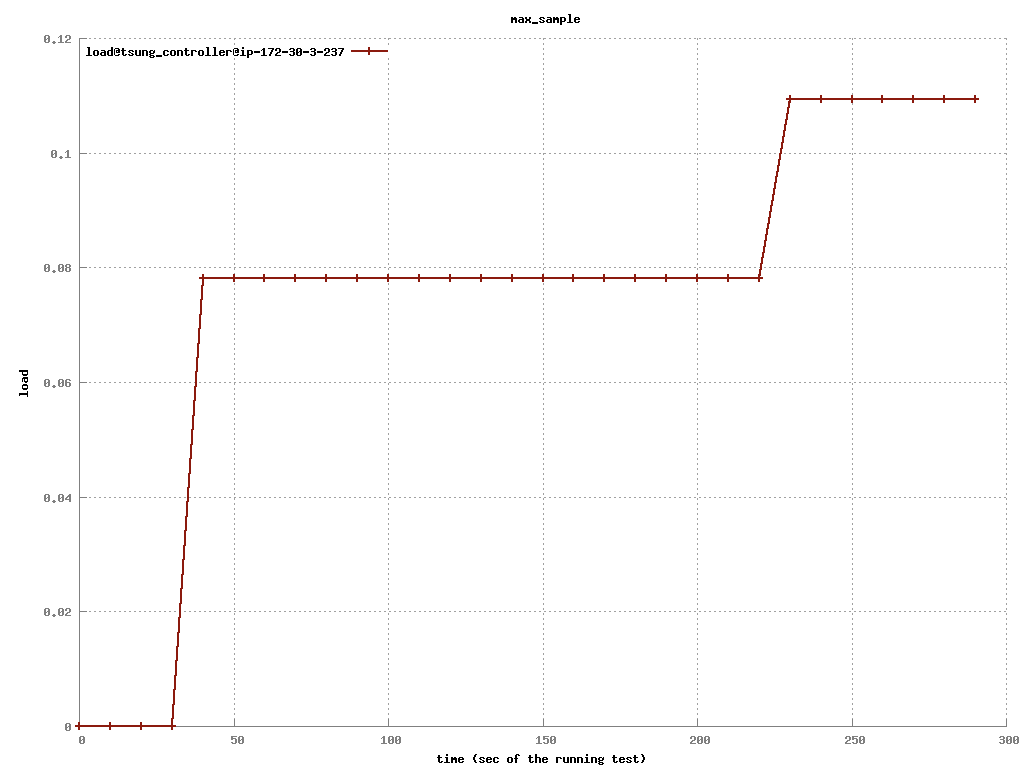 max_sample
load@tsung_controller@ip-172-30-3-237
0.12
0.1
0.08
0.06
0.04
0.02
0
load
0 50 100 150 200 250 300
time (sec of the running test)